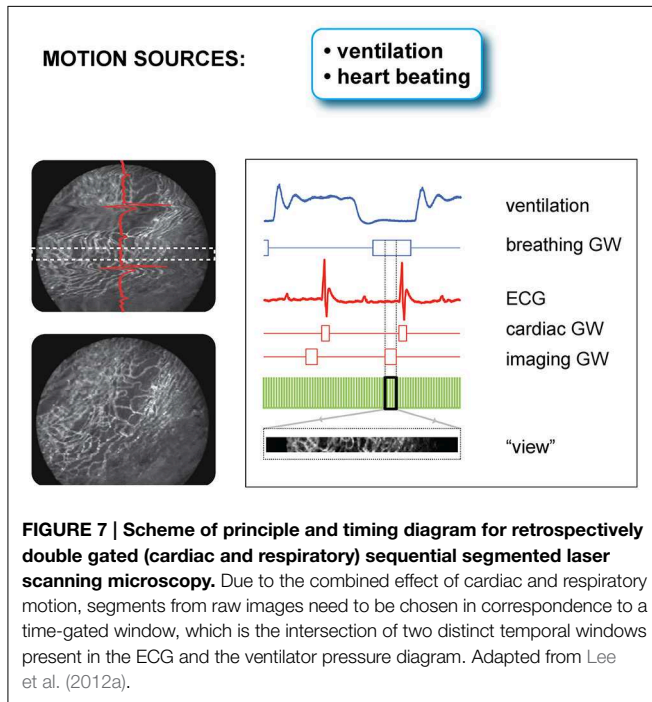 MOTION SOURCES:
• ventilation
• heart beating
ventilation
breathing GW
ECG
cardiac GW
imaging GW
“view”
FIGURE 7 | Scheme of principle and timing diagram for retrospectively
double gated (cardiac and respiratory) sequential segmented laser
scanning microscopy. Due to the combined effect of cardiac and respiratory
motion, segments from raw images need to be chosen in correspondence to a
time-gated window, which is the intersection of two distinct temporal windows
present in the ECG and the ventilator pressure diagram. Adapted from Lee
et al. (2012a).